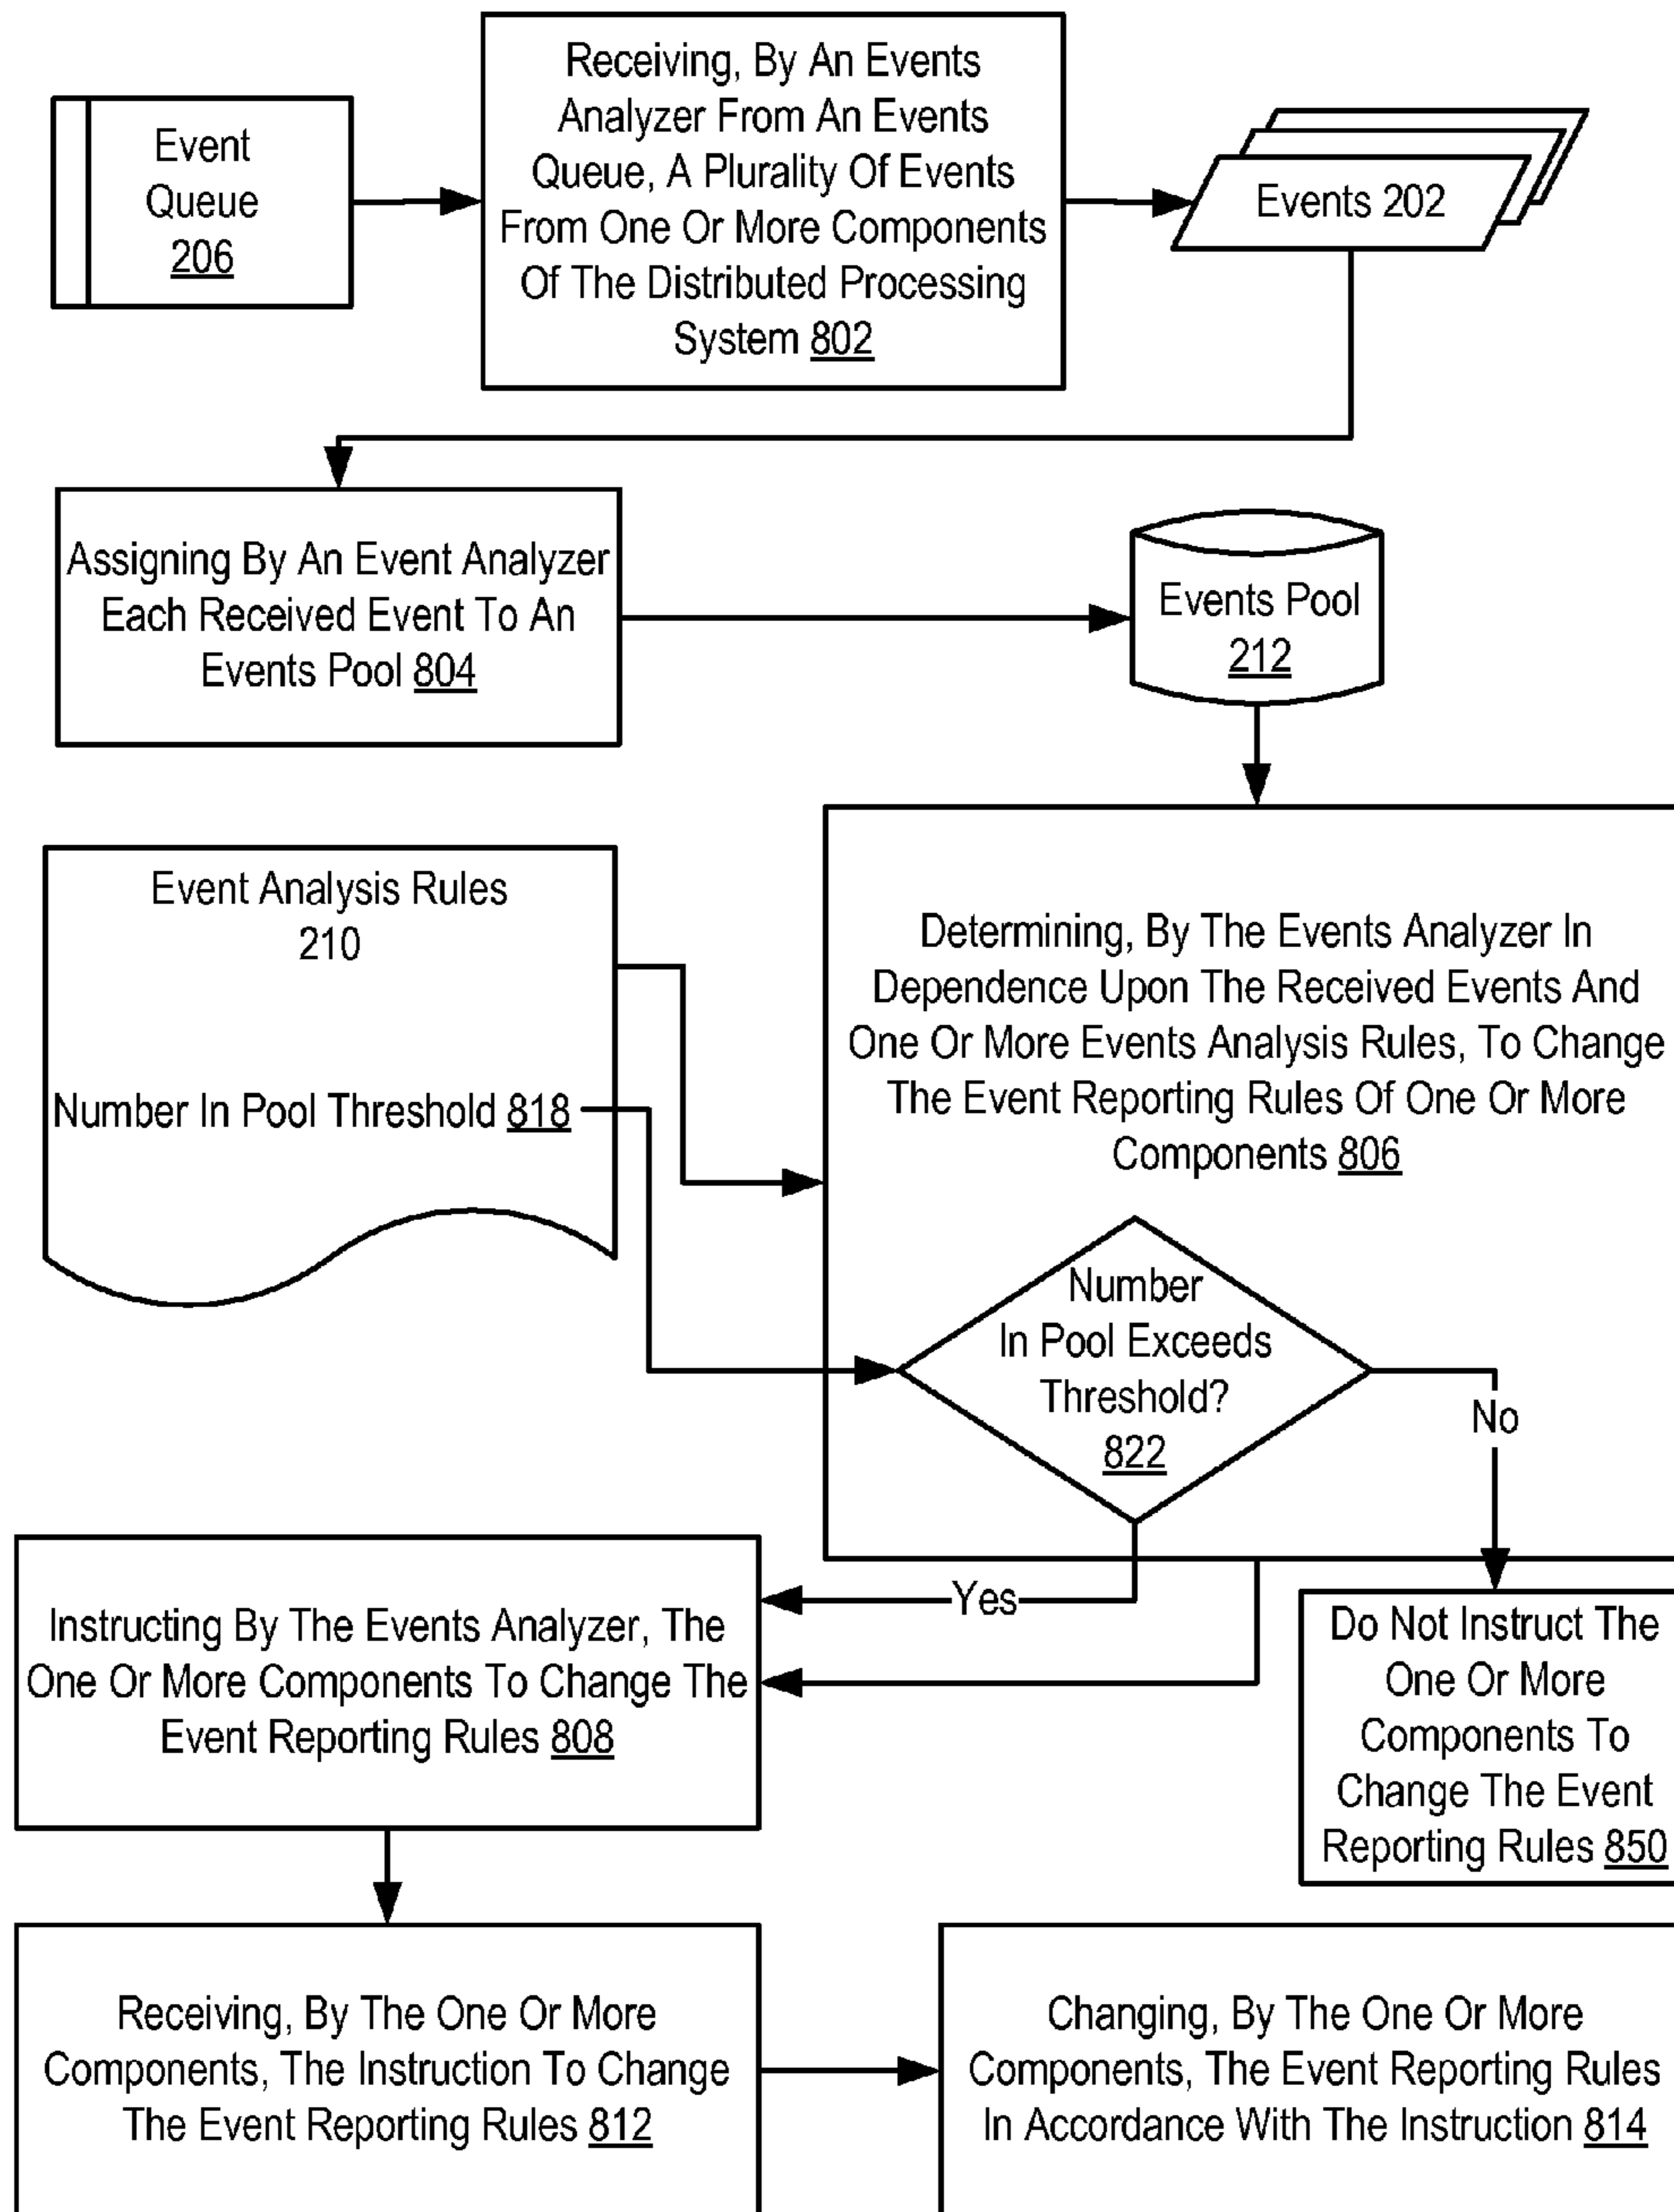 Event
Queue
206
Receiving, By An Events
Analyzer From An Events
Queue, A Plurality Of Events
From One Or More Components
Of The Distributed Processing
System 802
Events 202
Assigning By An Event Analyzer
Each Received Event To An
Events Pool 804
Events Pool
212
Event Analysis Rules
210
Number In Pool Threshold 818
Determining, By The Events Analyzer In
Dependence Upon The Received Events And
One Or More Events Analysis Rules, To Change
The Event Reporting Rules Of One Or More
Components 806
Number
In Pool Exceeds
Threshold?
822
No
Yes
Instructing By The Events Analyzer, The
One Or More Components To Change The
Event Reporting Rules 808
Do Not Instruct The
One Or More
Components To
Change The Event
Reporting Rules 850
Receiving, By The One Or More
Components, The Instruction To Change
The Event Reporting Rules 812
Changing, By The One Or More
Components, The Event Reporting Rules
In Accordance With The Instruction 814